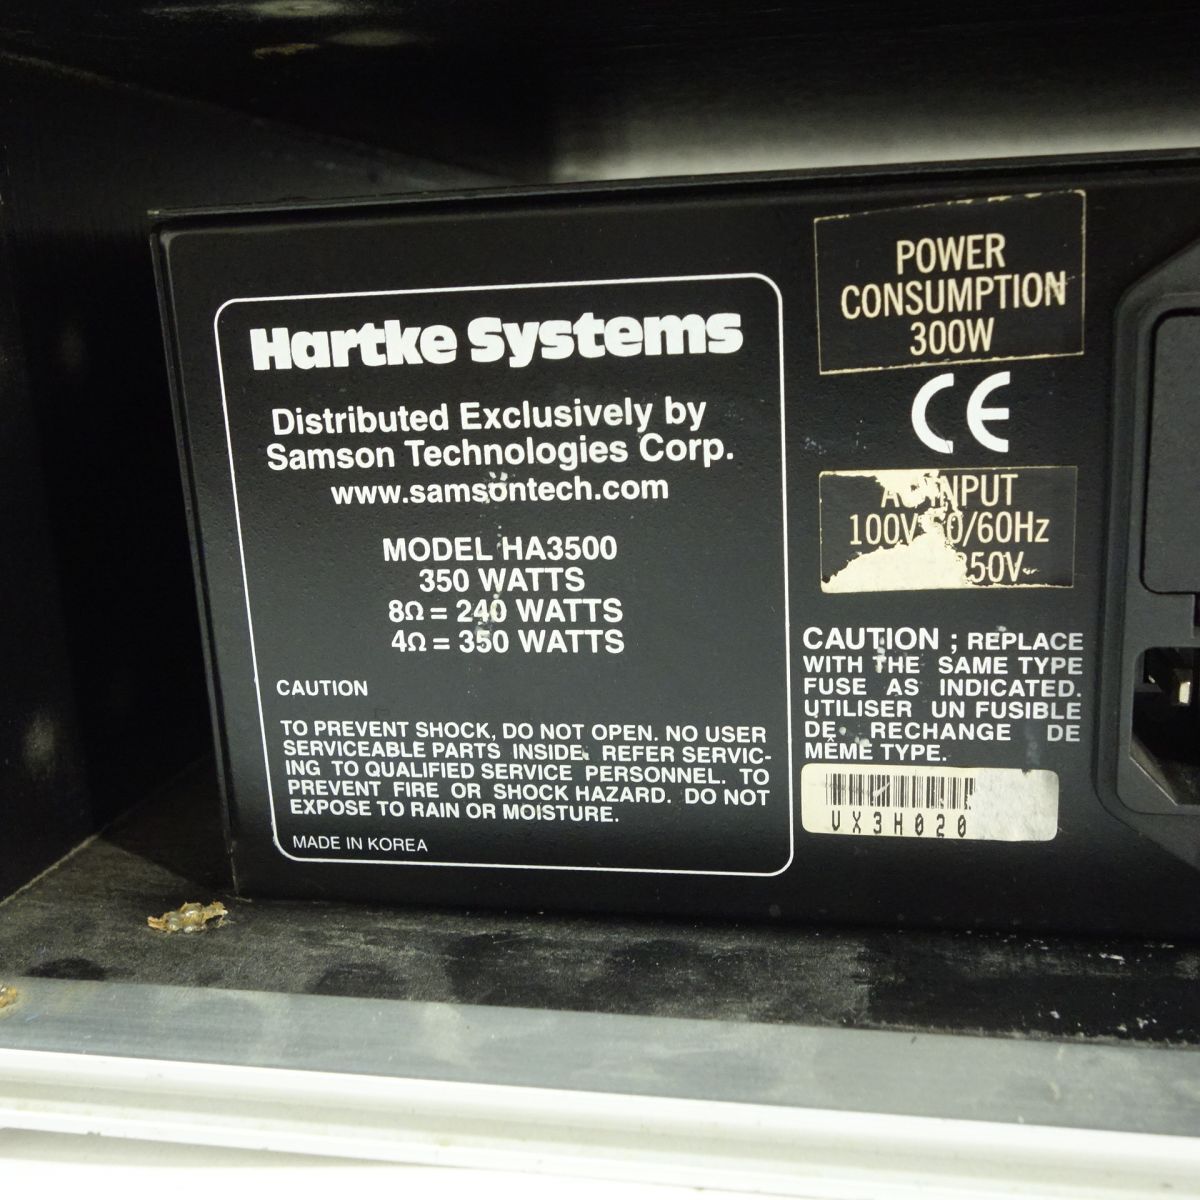 Hartke Systems
Distributed Exclusively by
Samson Technologies Corp.
www.samsontech.com
MODEL HA3500
350 WATTS
8Ω = 240 WATTS
4Ω = 350 WATTS
CAUTION
TO PREVENT SHOCK, DO NOT OPEN. NO USER
SERVICEABLE PARTS INSIDE. REFER SERVIC-
ING TO QUALIFIED SERVICE PERSONNEL. TO
PREVENT FIRE OR SHOCK HAZARD. DO NOT
EXPOSE TO RAIN OR MOISTURE.
MADE IN KOREA
POWER
CONSUMPTION
300W
CE
INPUT
100V /60Hz
CAUTION ; REPLACE
WITH THE SAME TYPE
FUSE AS INDICATED.
UTILISER UN FUSIBLE
DE RECHANGE DE
MÊME TYPE.
VX3H020